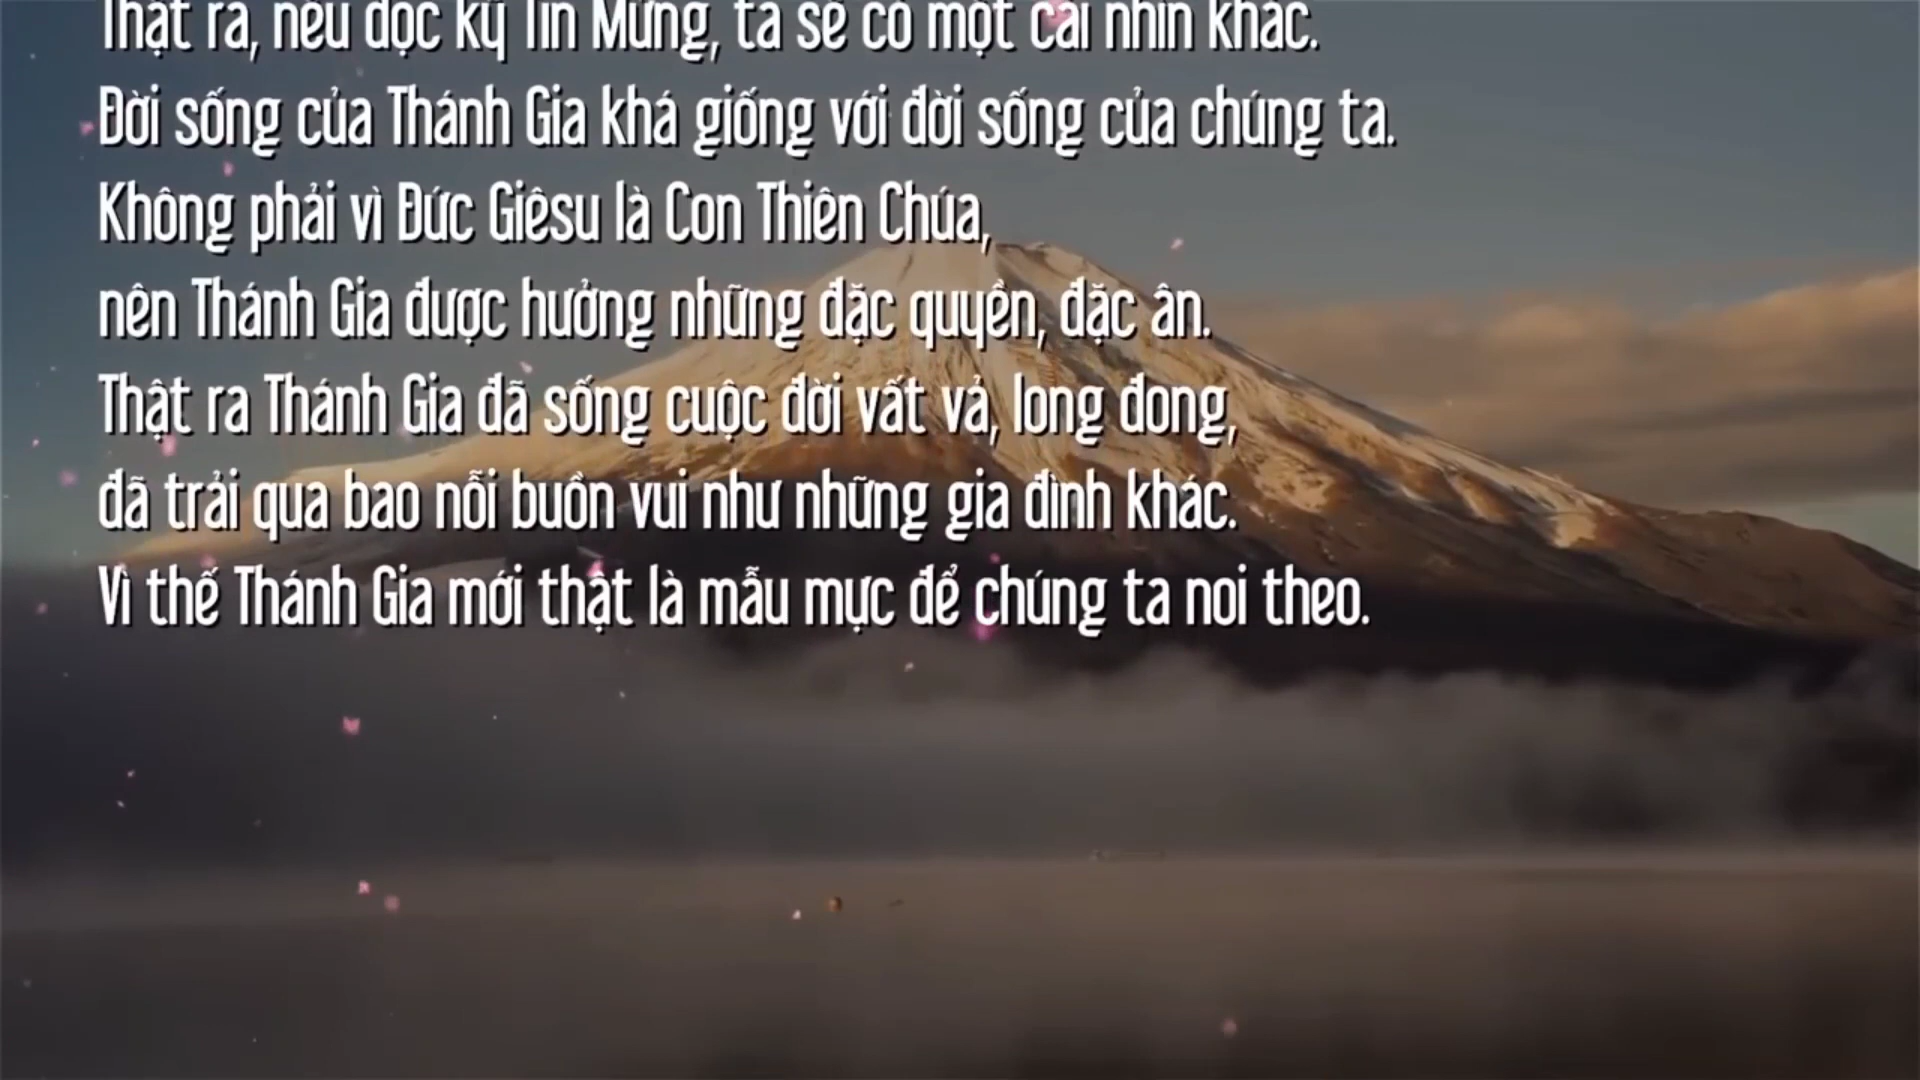 Thật ra, nếu đọc kỹ Tin Mừng, ta sẽ có một cái nhìn khác.
Đời sống của Thánh Gia khá giống với đời sống của chúng ta.
Không phải vì Đức Giêsu là Con Thiên Chúa,
nên Thánh Gia được hưởng những đặc quyền, đặc ân.
Thật ra Thánh Gia đã sống cuộc đời vất vả, long đong,
đã trải qua bao nỗi buồn vui như những gia đình khác.
Vì thế Thánh Gia mới thật là mẫu mực để chúng ta noi theo.